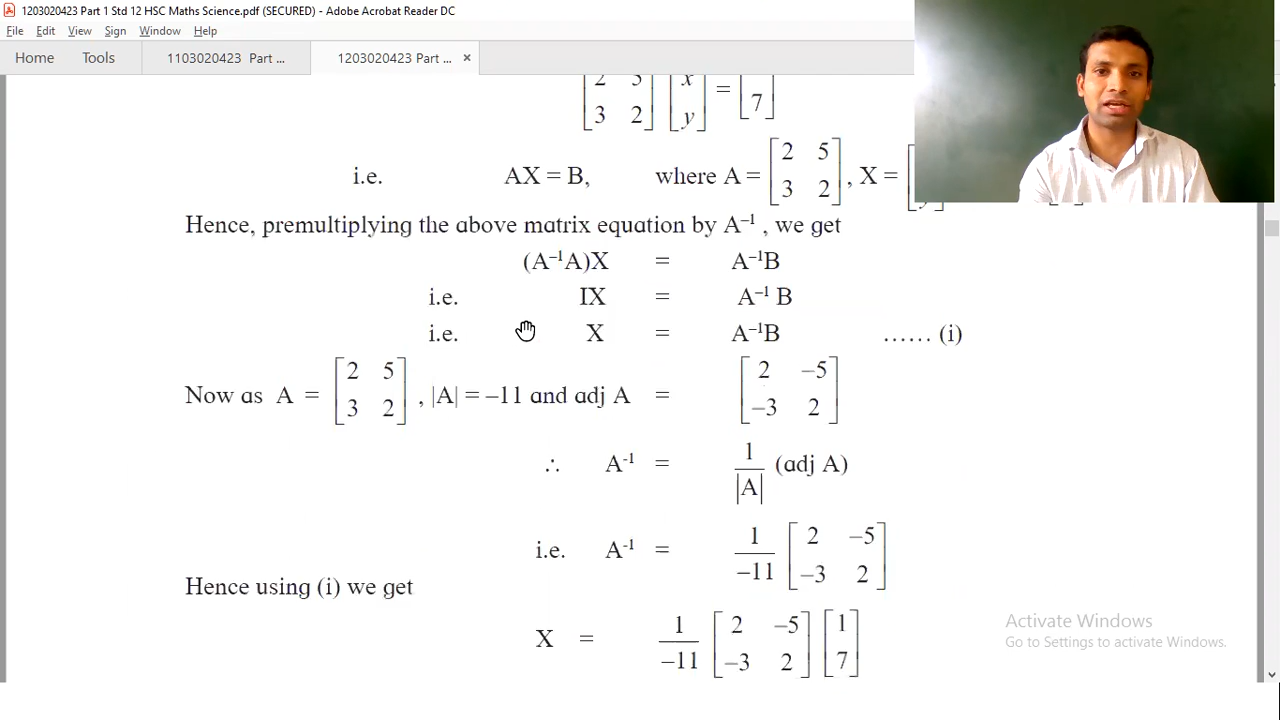 1203020423 Part 1 Std 12 HSC Maths Science.pdf (SECURED) - Adobe Acrobat Reader DC
File Edit View Sign Window Help
Home Tools 1103020423 Part ... 1203020423 Part ... ×
[2 5; 3 2] [x; y] = [7]
i.e. AX = B, where A = [2 5; 3 2], X = [y]
Hence, premultiplying the above matrix equation by A⁻¹ , we get
(A⁻¹A)X = A⁻¹B
i.e. IX = A⁻¹ B
i.e. X = A⁻¹B ...... (i)
Now as A = [2 5; 3 2] , |A| = –11 and adj A = [2 –5; –3 2]
∴ A⁻¹ = 1/|A| (adj A)
i.e. A⁻¹ = 1/–11 [2 –5; –3 2]
Hence using (i) we get
X = 1/–11 [2 –5; –3 2] [1; 7]
Activate Windows
Go to Settings to activate Windows.